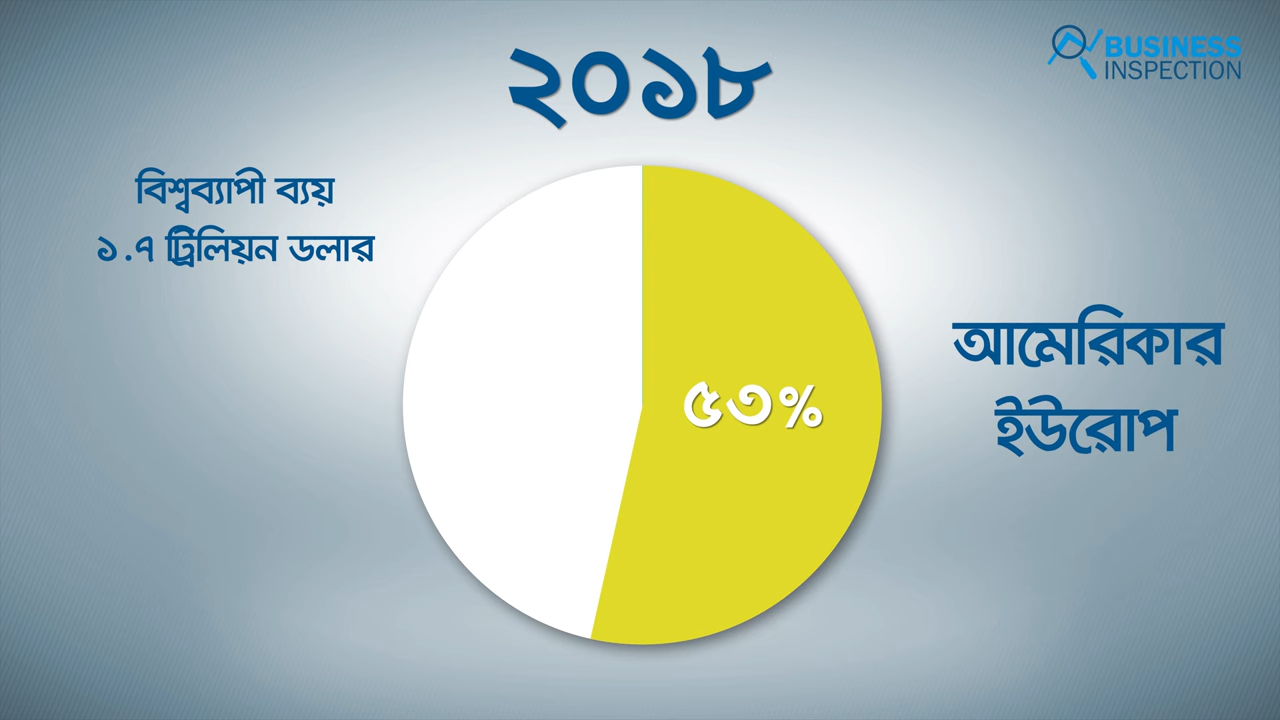 ২০১৮
BUSINESS
INSPECTION
বিশ্বব্যাপী ব্যয়
১.৭ ট্রিলিয়ন ডলার
৫৩%
আমেরিকার
ইউরোপ